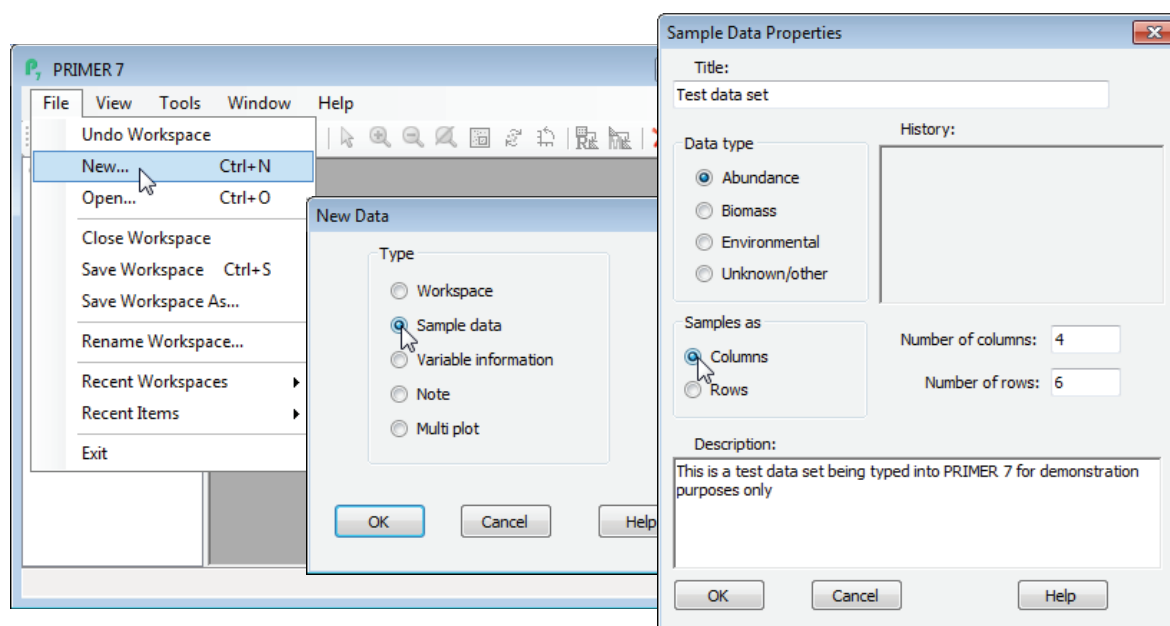 PRIMER 7
File View Tools Window Help
Undo Workspace
New... Ctrl+N
Open... Ctrl+O
Close Workspace
Save Workspace Ctrl+S
Save Workspace As...
Rename Workspace...
Recent Workspaces
Recent Items
Exit
New Data
Type
Workspace
Sample data
Variable information
Note
Multi plot
OK Cancel Help
Sample Data Properties
Title:
Test data set
Data type
Abundance
Biomass
Environmental
Unknown/other
History:
Samples as
Columns
Rows
Number of columns: 4
Number of rows: 6
Description:
This is a test data set being typed into PRIMER 7 for demonstration
purposes only
OK Cancel Help